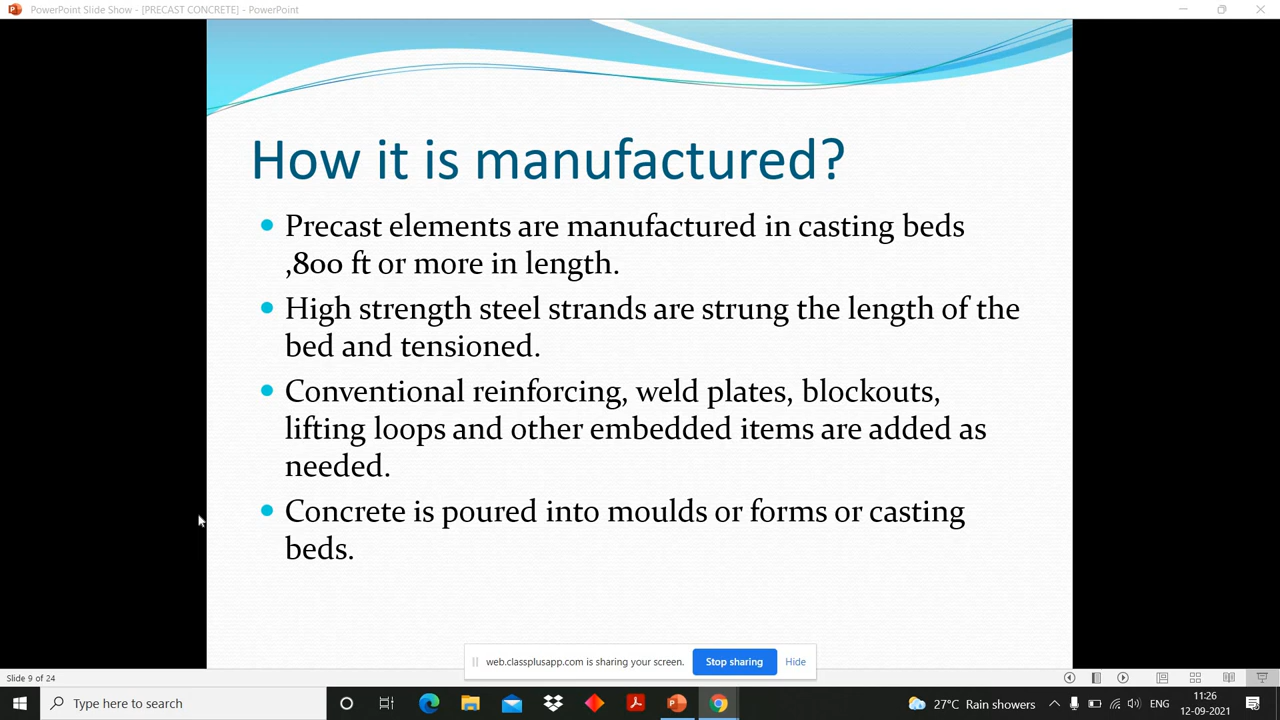 PowerPoint Slide Show - [PRECAST CONCRETE] - PowerPoint
How it is manufactured?
Precast elements are manufactured in casting beds
,800 ft or more in length.
High strength steel strands are strung the length of the
bed and tensioned.
Conventional reinforcing, weld plates, blockouts,
lifting loops and other embedded items are added as
needed.
Concrete is poured into moulds or forms or casting
beds.
web.classplusapp.com is sharing your screen. Stop sharing Hide
Slide 9 of 24
Type here to search
27°C Rain showers ENG
11:26
12-09-2021